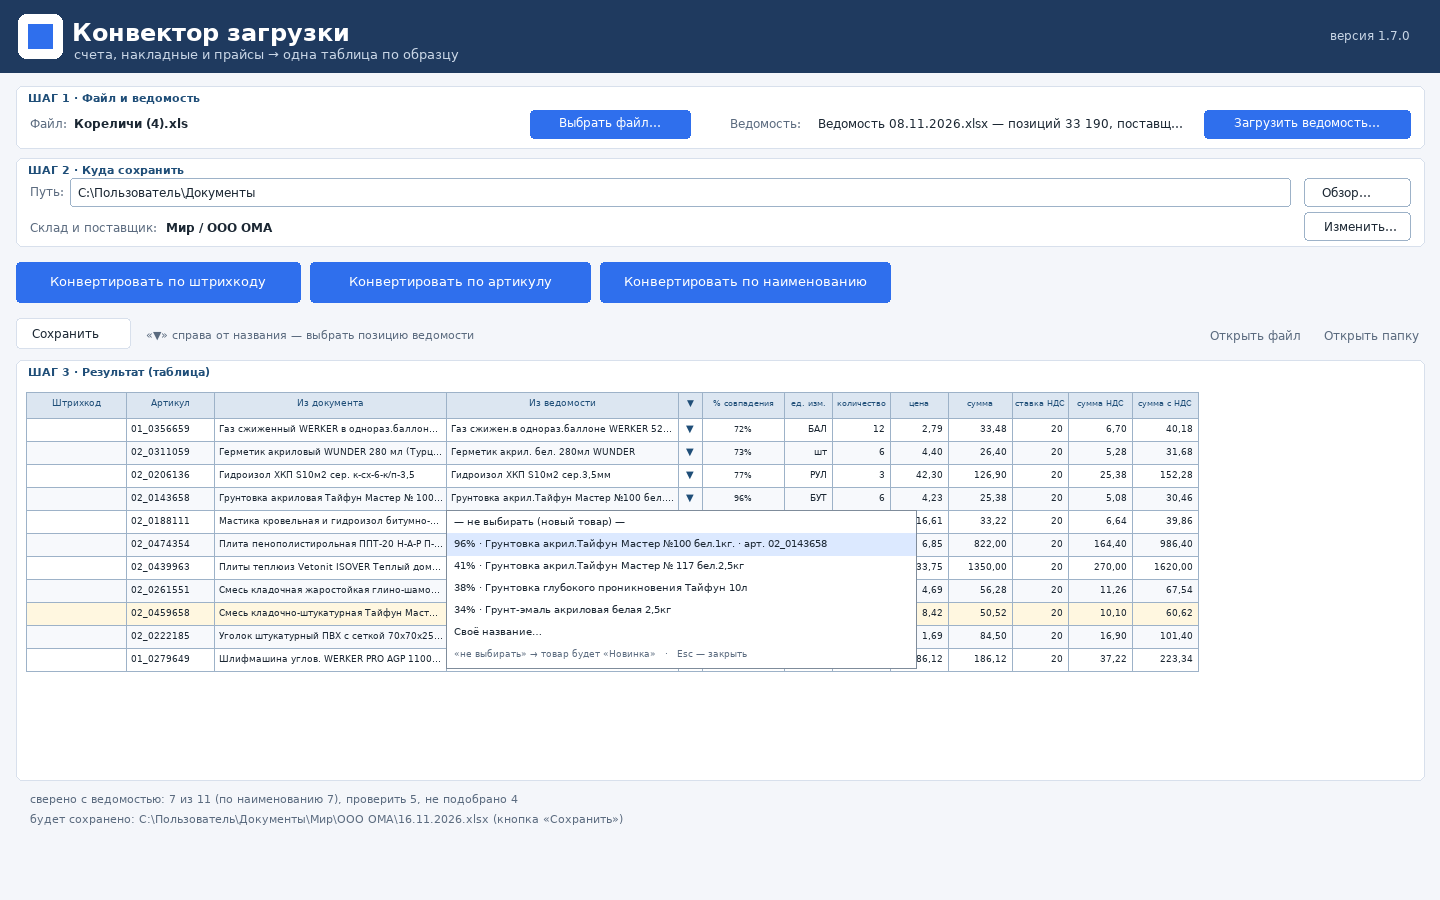 Конвектор загрузки
счета, накладные и прайсы → одна таблица по образцу
версия 1.7.0
ШАГ 1 · Файл и ведомость
Файл: Кореличи (4).xls Выбрать файл... Ведомость: Ведомость 08.11.2026.xlsx — позиций 33 190, поставщ... Загрузить ведомость...
ШАГ 2 · Куда сохранить
Путь: C:\Пользователь\Документы Обзор...
Склад и поставщик: Мир / ООО ОМА Изменить...
Конвертировать по штрихкоду Конвертировать по артикулу Конвертировать по наименованию
Сохранить «▼» справа от названия — выбрать позицию ведомости Открыть файл Открыть папку
ШАГ 3 · Результат (таблица)
Штрихкод Артикул Из документа Из ведомости ▼ % совпадения ед. изм. количество цена сумма ставка НДС сумма НДС сумма с НДС
01_0356659 Газ сжиженный WERKER в однораз.баллон... Газ сжижен.в однораз.баллоне WERKER 52... ▼ 72% БАЛ 12 2,79 33,48 20 6,70 40,18
02_0311059 Герметик акриловый WUNDER 280 мл (Турц... Герметик акрил. бел. 280мл WUNDER ▼ 73% шт 6 4,40 26,40 20 5,28 31,68
02_0206136 Гидроизол ХКП S10м2 сер. к-сх-6-к/п-3,5 Гидроизол ХКП S10м2 сер.3,5мм ▼ 77% РУЛ 3 42,30 126,90 20 25,38 152,28
02_0143658 Грунтовка акриловая Тайфун Мастер № 100... Грунтовка акрил.Тайфун Мастер №100 бел.... ▼ 96% БУТ 6 4,23 25,38 20 5,08 30,46
02_0188111 Мастика кровельная и гидроизол битумно-... — не выбирать (новый товар) — 16,61 33,22 20 6,64 39,86
02_0474354 Плита пенополистирольная ППТ-20 Н-А-Р П-... 96% · Грунтовка акрил.Тайфун Мастер №100 бел.1кг. · арт. 02_0143658 6,85 822,00 20 164,40 986,40
02_0439963 Плиты теплюиз Vetonit ISOVER Теплый дом... 41% · Грунтовка акрил.Тайфун Мастер № 117 бел.2,5кг 33,75 1350,00 20 270,00 1620,00
02_0261551 Смесь кладочная жаростойкая глино-шамо... 38% · Грунтовка глубокого проникновения Тайфун 10л 4,69 56,28 20 11,26 67,54
02_0459658 Смесь кладочно-штукатурная Тайфун Маст... 34% · Грунт-эмаль акриловая белая 2,5кг 8,42 50,52 20 10,10 60,62
02_0222185 Уголок штукатурный ПВХ с сеткой 70х70х25... Своё название... 1,69 84,50 20 16,90 101,40
01_0279649 Шлифмашина углов. WERKER PRO AGP 1100... «не выбирать» → товар будет «Новинка» · Esc — закрыть 86,12 186,12 20 37,22 223,34
сверено с ведомостью: 7 из 11 (по наименованию 7), проверить 5, не подобрано 4
будет сохранено: C:\Пользователь\Документы\Мир\ООО ОМА\16.11.2026.xlsx (кнопка «Сохранить»)